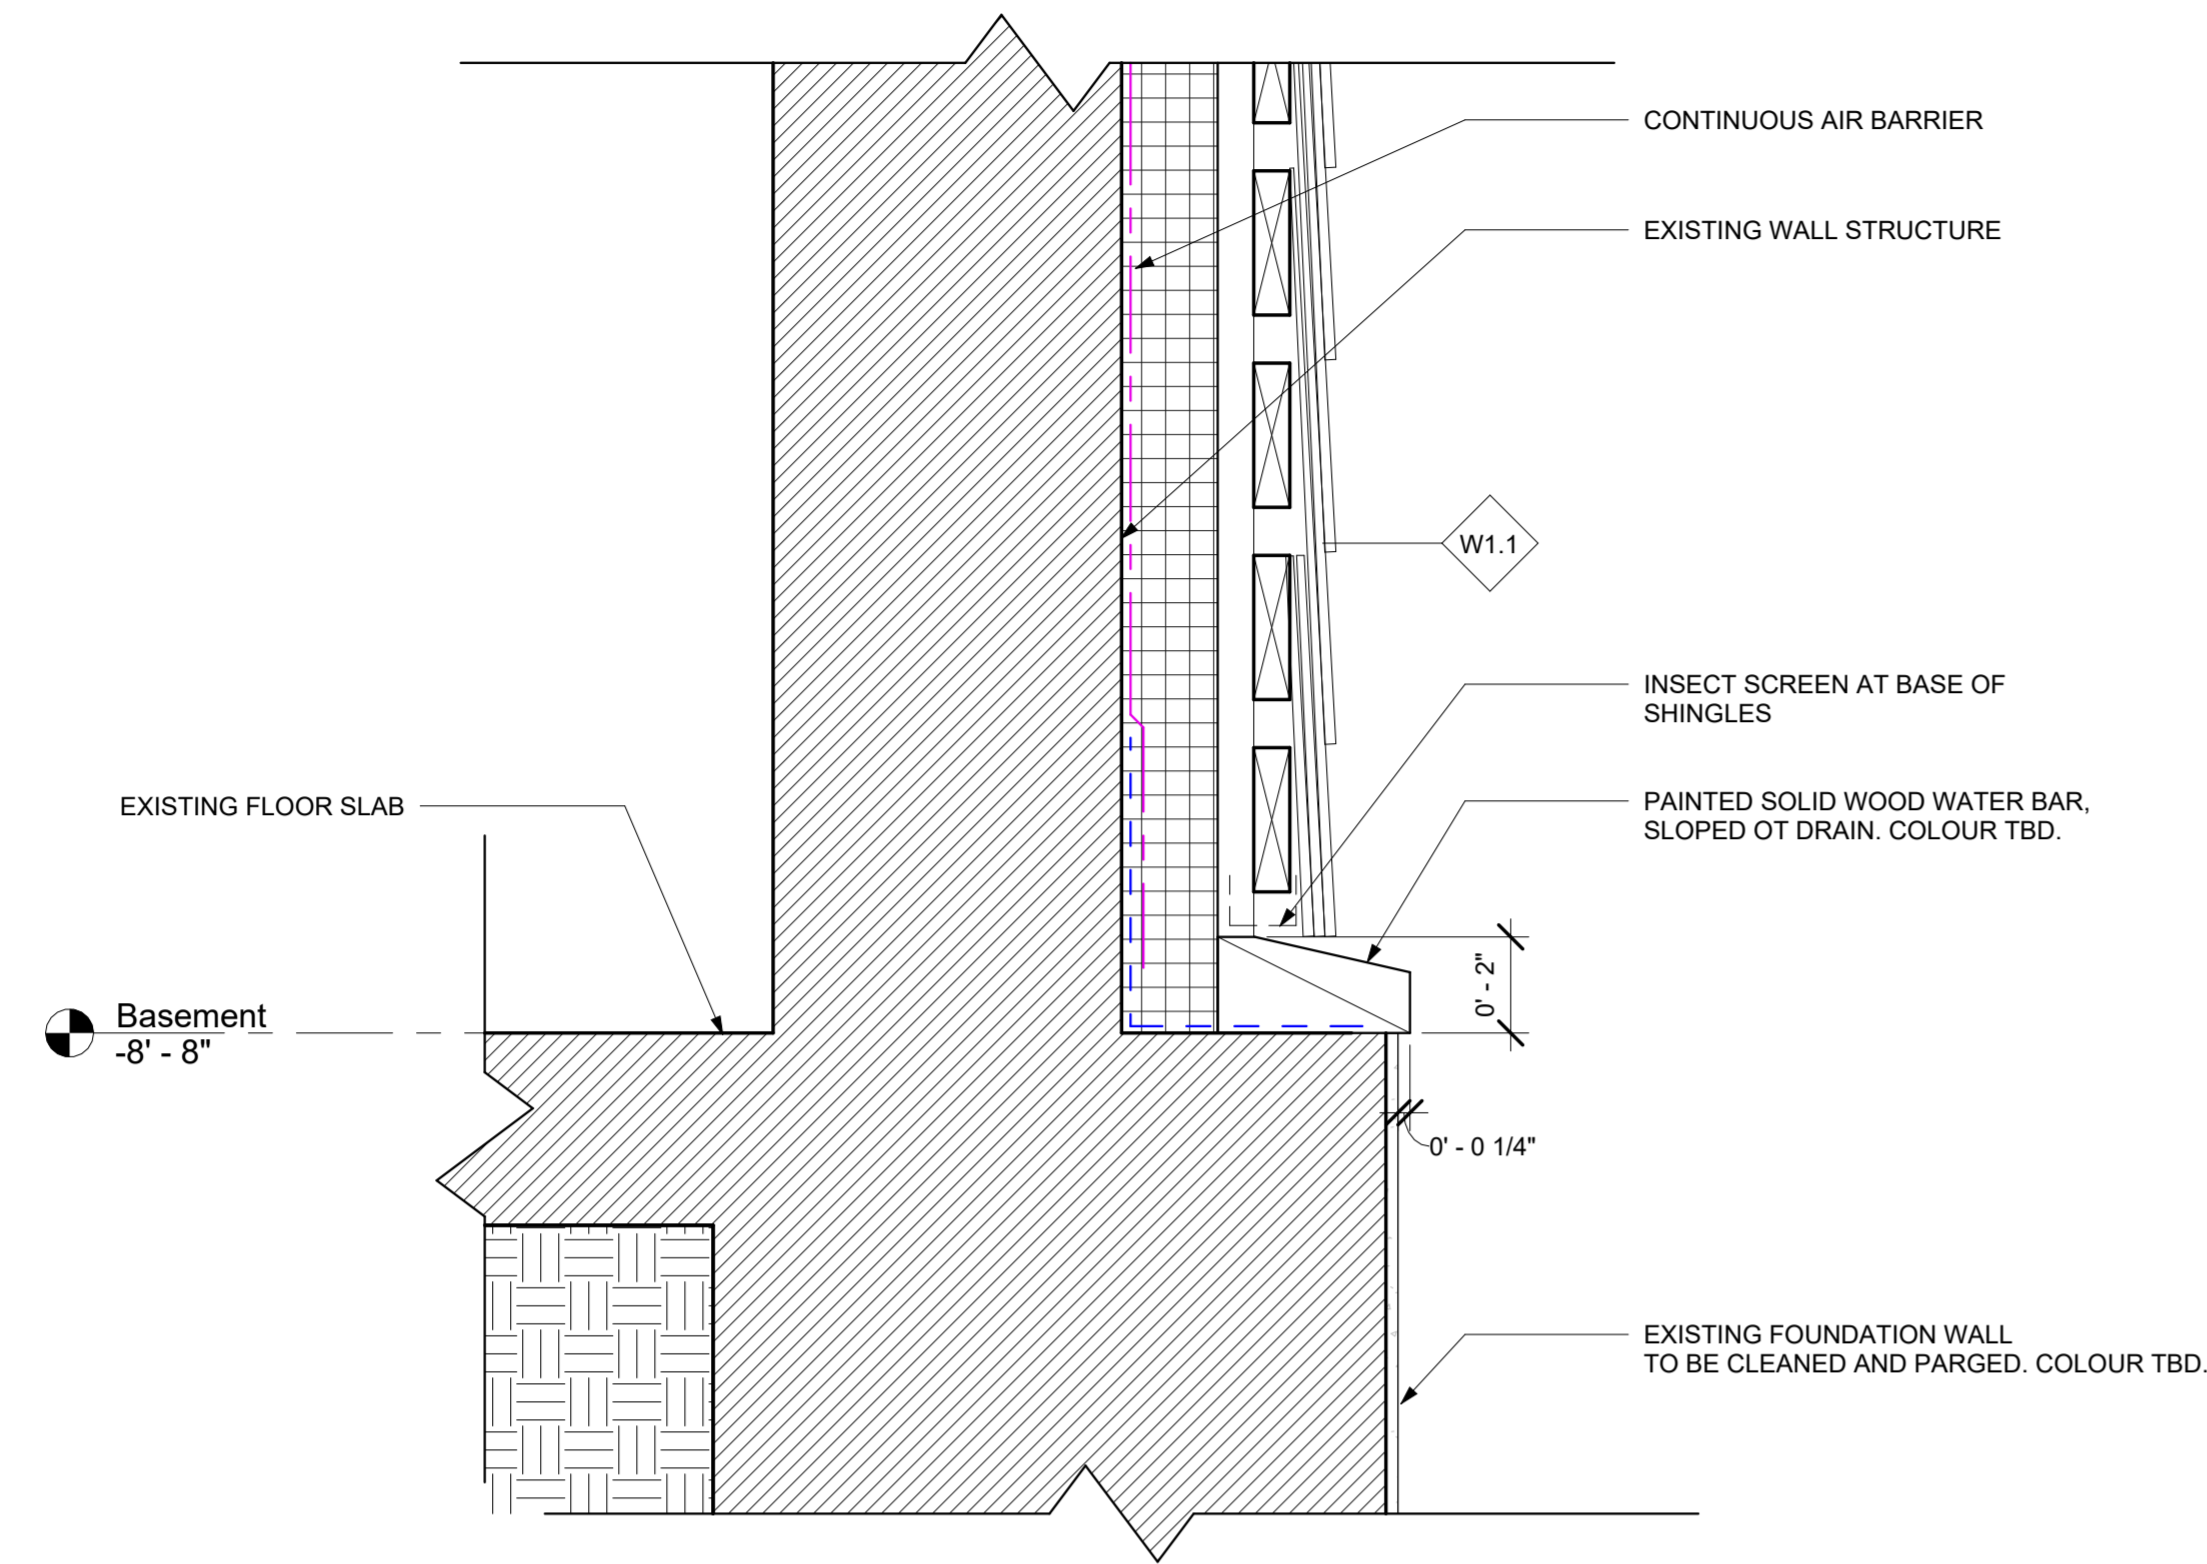 CONTINUOUS AIR BARRIER
EXISTING WALL STRUCTURE
W1.1
INSECT SCREEN AT BASE OF
SHINGLES
EXISTING FLOOR SLAB
PAINTED SOLID WOOD WATER BAR,
SLOPED OT DRAIN. COLOUR TBD.
0' - 2"
Basement
-8' - 8"
0' - 0 1/4"
EXISTING FOUNDATION WALL
TO BE CLEANED AND PARGED. COLOUR TBD.